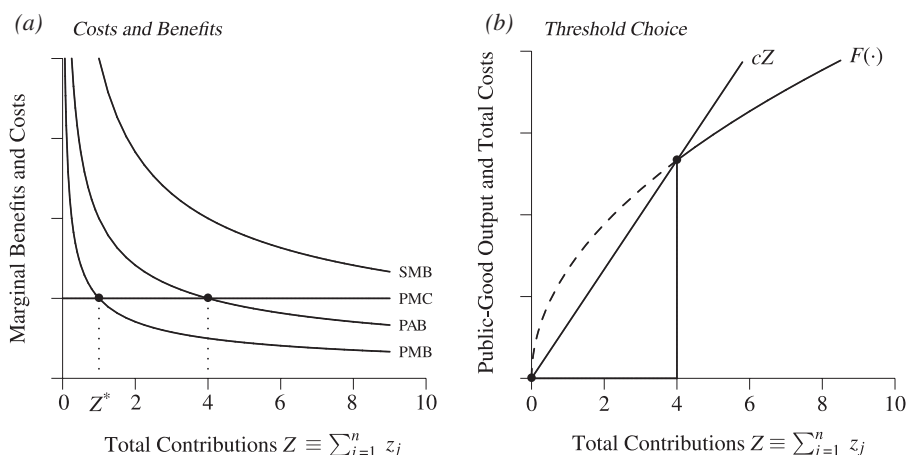 (a) Costs and Benefits
Marginal Benefits and Costs
SMB
PMC
PAB
PMB
0 Z* 2 4 6 8 10
Total Contributions Z ≡ ∑ⁿⱼ₌₁ zⱼ
(b) Threshold Choice
Public-Good Output and Total Costs
cZ
F(·)
0 2 4 6 8 10
Total Contributions Z ≡ ∑ⁿⱼ₌₁ zⱼ